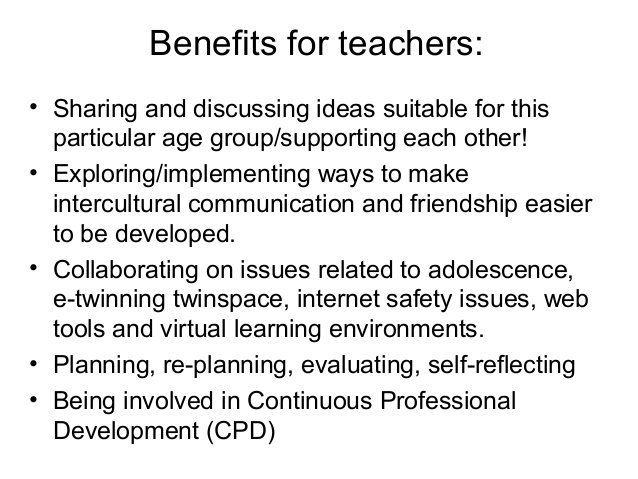 Benefits for teachers:
• Sharing and discussing ideas suitable for this
particular age group/supporting each other!
• Exploring/implementing ways to make
intercultural communication and friendship easier
to be developed.
• Collaborating on issues related to adolescence,
e-twinning twinspace, internet safety issues, web
tools and virtual learning environments.
• Planning, re-planning, evaluating, self-reflecting
• Being involved in Continuous Professional
Development (CPD)